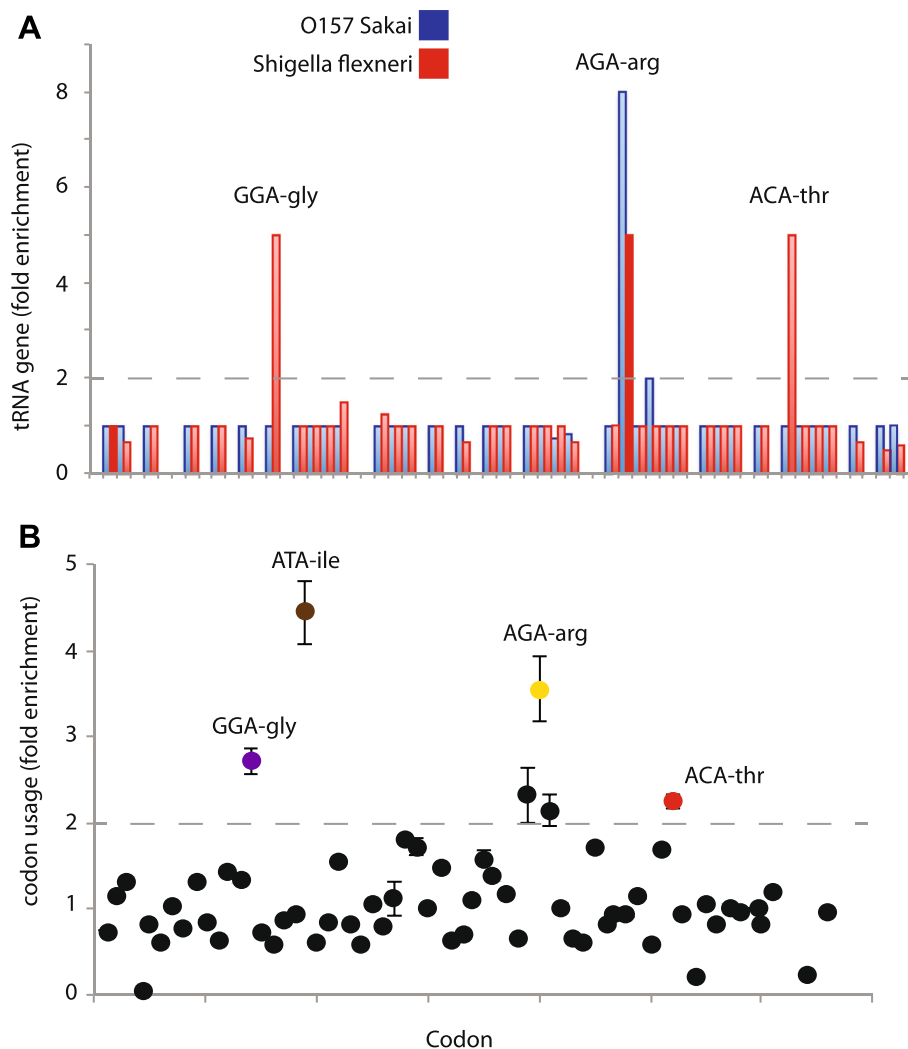 A
O157 Sakai
Shigella flexneri
AGA-arg
GGA-gly
ACA-thr
tRNA gene (fold enrichment)
8
6
4
2
0
B
ATA-ile
AGA-arg
GGA-gly
ACA-thr
codon usage (fold enrichment)
5
4
3
2
1
0
Codon